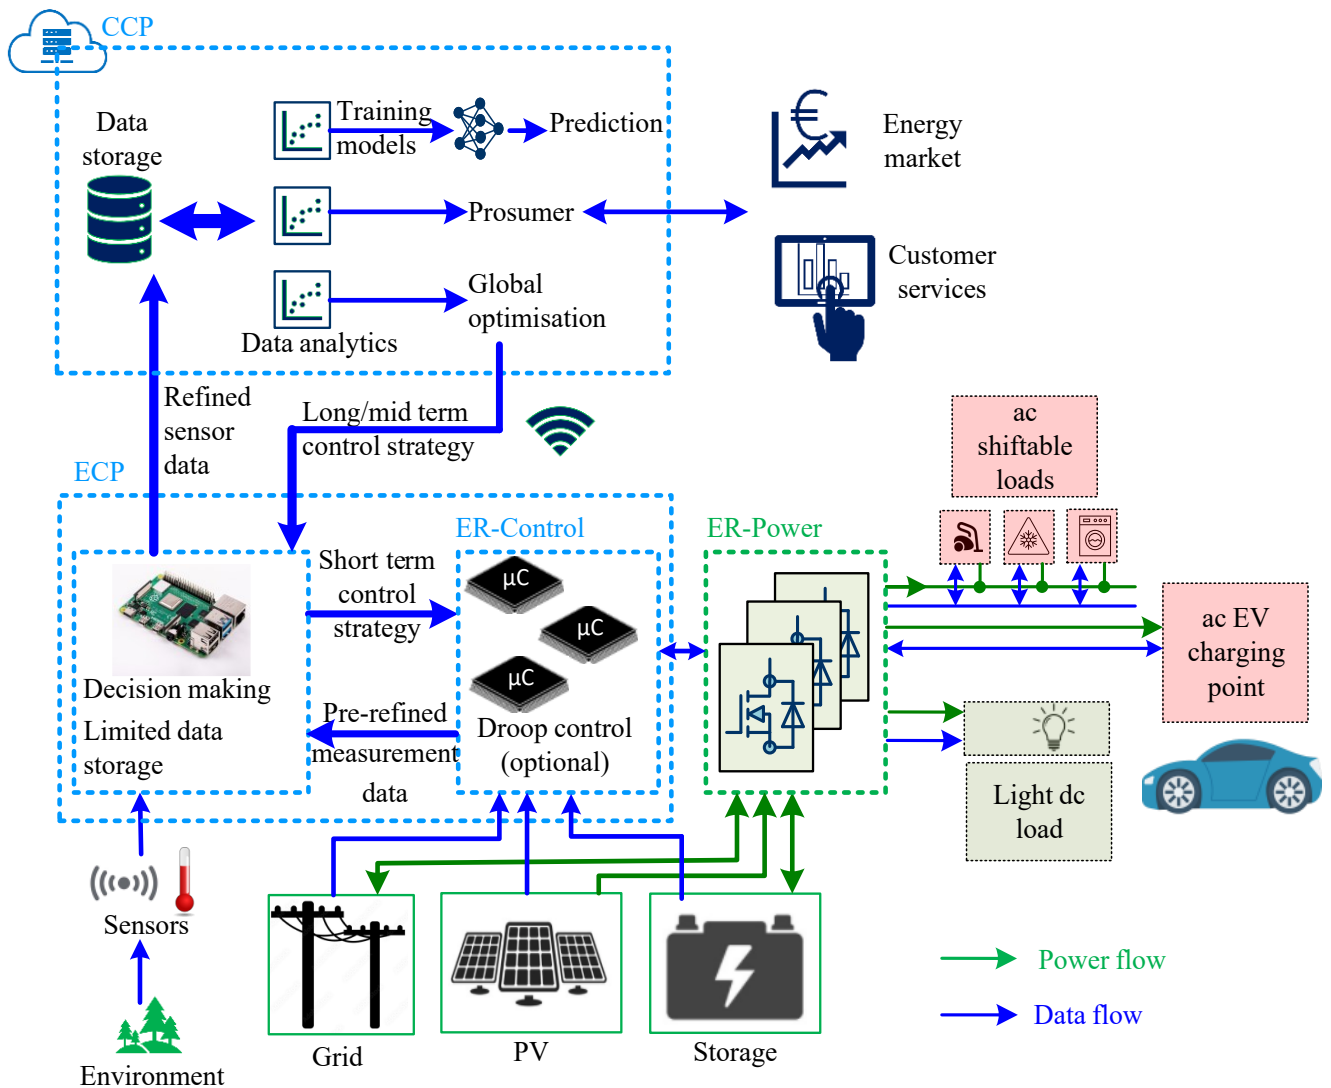 CCP
Data
storage
Training
models
Prediction
Prosumer
Global
optimisation
Data analytics
€
Energy
market
Customer
services
Refined
sensor
data
Long/mid term
control strategy
ECP
ER-Control
ER-Power
ac
shiftable
loads
Short term
control
strategy
µC
µC
µC
Decision making
Limited data
storage
Pre-refined
measurement
data
Droop control
(optional)
ac EV
charging
point
Light dc
load
Sensors
Environment
Grid
PV
Storage
Power flow
Data flow